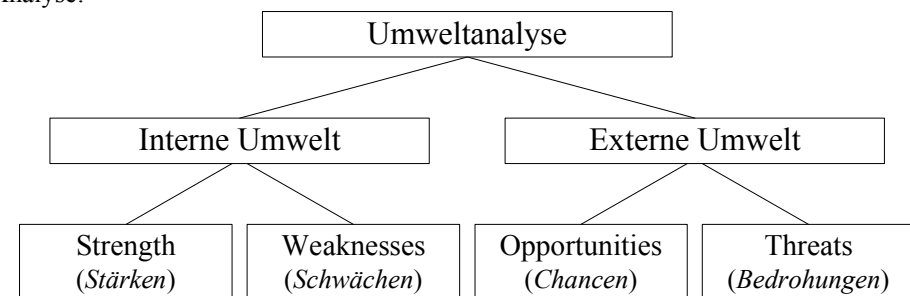 Analyse:
Umweltanalyse
Interne Umwelt
Externe Umwelt
Strength
(Stärken)
Weaknesses
(Schwächen)
Opportunities
(Chancen)
Threats
(Bedrohungen)